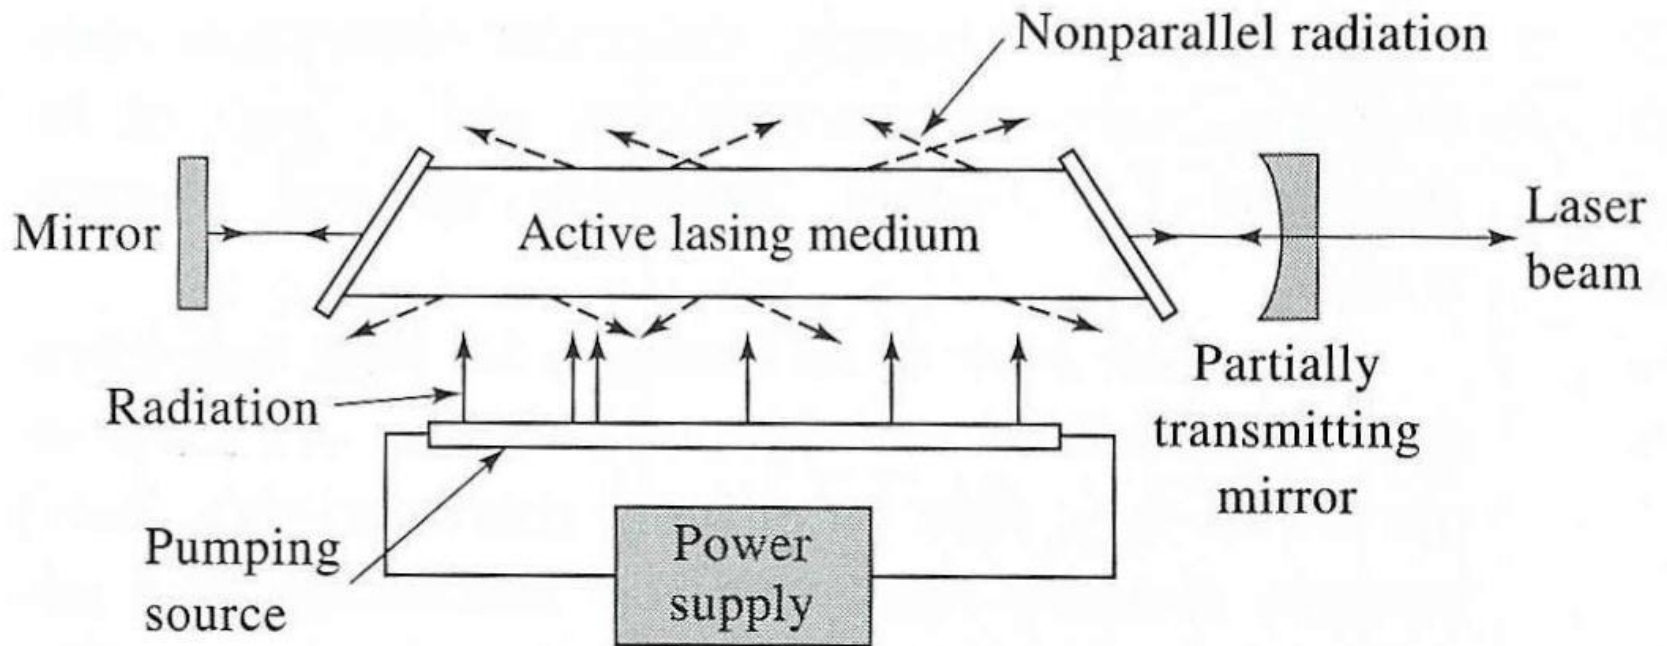 Nonparallel radiation
Mirror
Active lasing medium
Laser
beam
Partially
transmitting
mirror
Radiation
Pumping
source
Power
supply